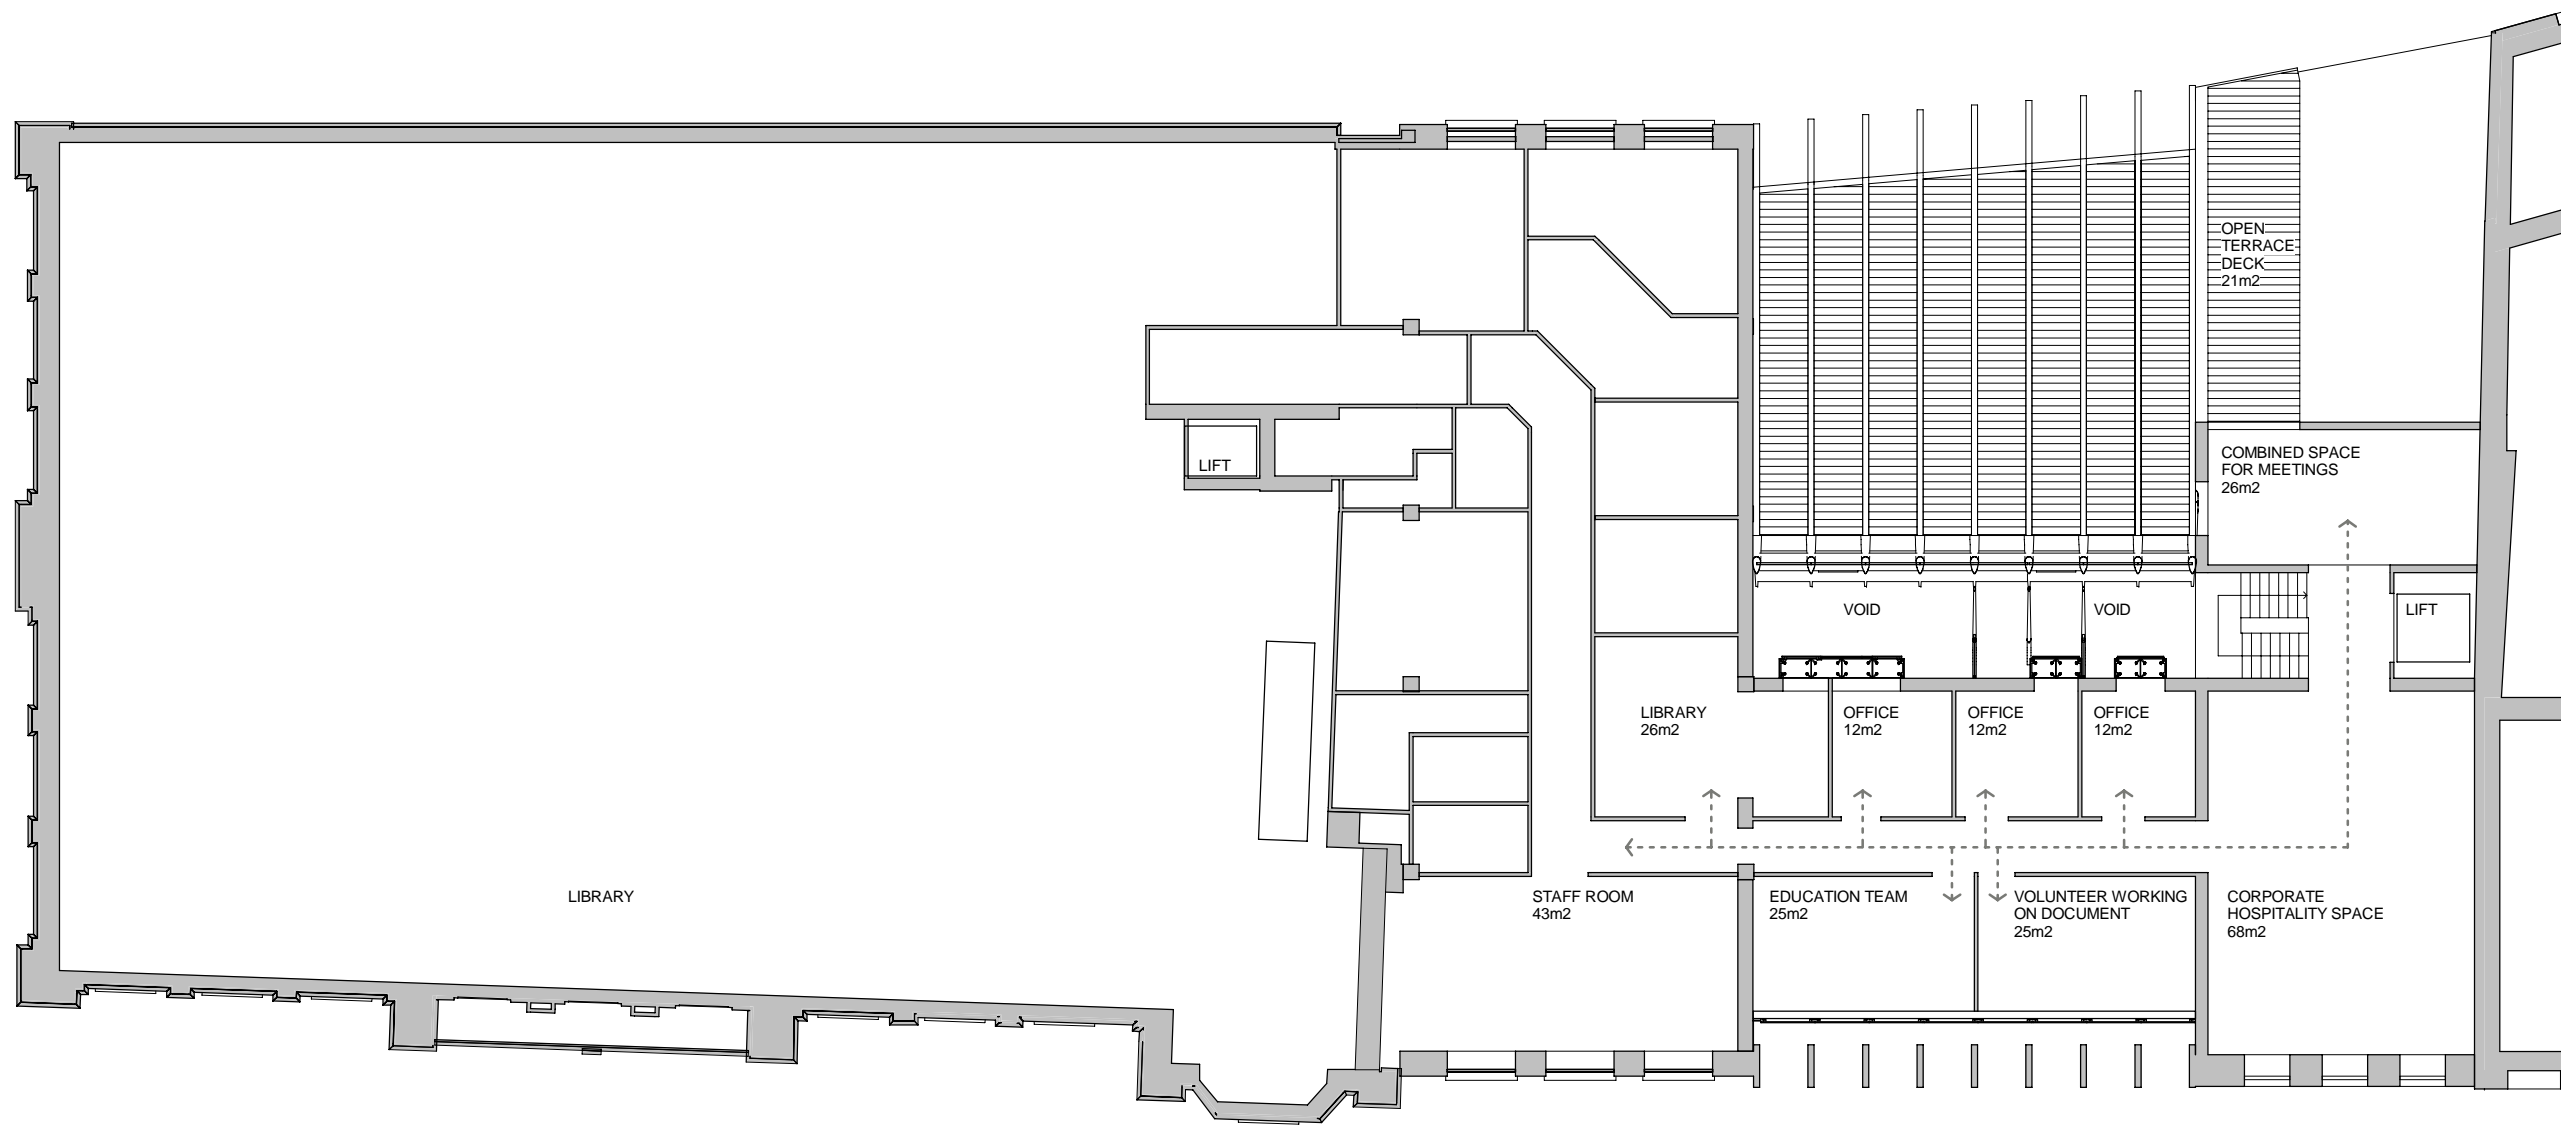 OPEN
TERRACE
DECK
21m2
COMBINED SPACE
FOR MEETINGS
26m2
LIFT
LIFT
VOID
VOID
LIBRARY
26m2
OFFICE
12m2
OFFICE
12m2
OFFICE
12m2
LIBRARY
STAFF ROOM
43m2
EDUCATION TEAM
25m2
VOLUNTEER WORKING
ON DOCUMENT
25m2
CORPORATE
HOSPITALITY SPACE
68m2